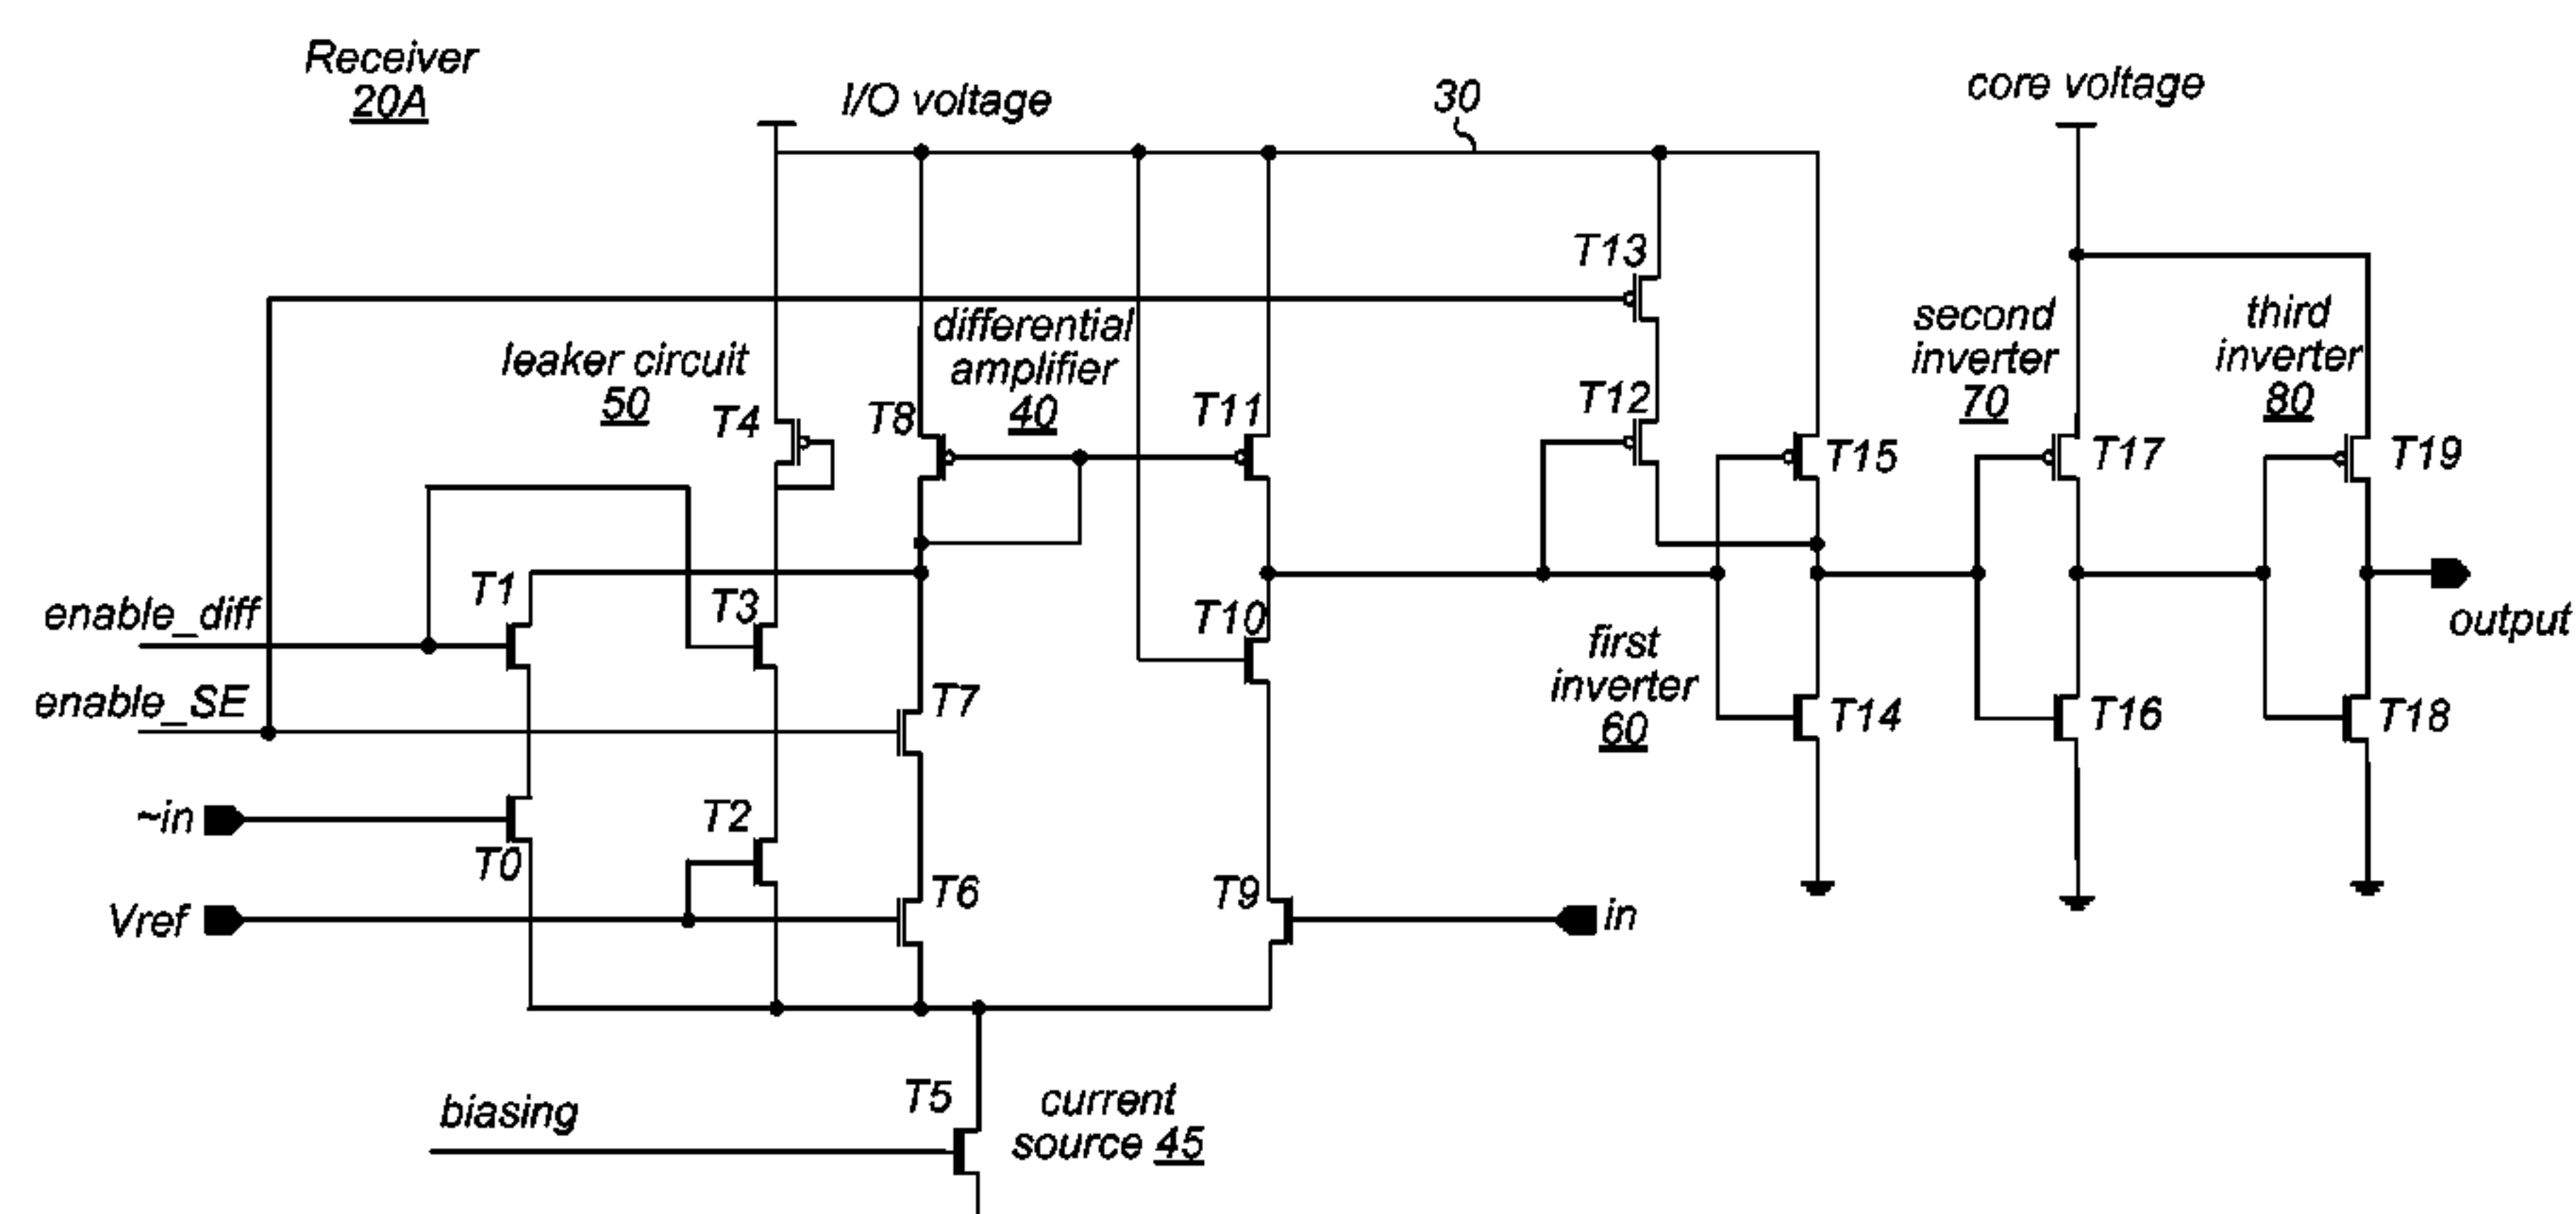 Receiver
20A
I/O voltage
30
core voltage
T13
differential
amplifier
40
leaker circuit
50
T4
T8
T11
T12
T15
second
inverter
70
T17
third
inverter
80
T19
T1
T3
T10
enable_diff
enable_SE
T7
first
inverter
60
T14
T16
T18
output
~in
T0
T2
T6
T9
Vref
in
T5
current
source 45
biasing